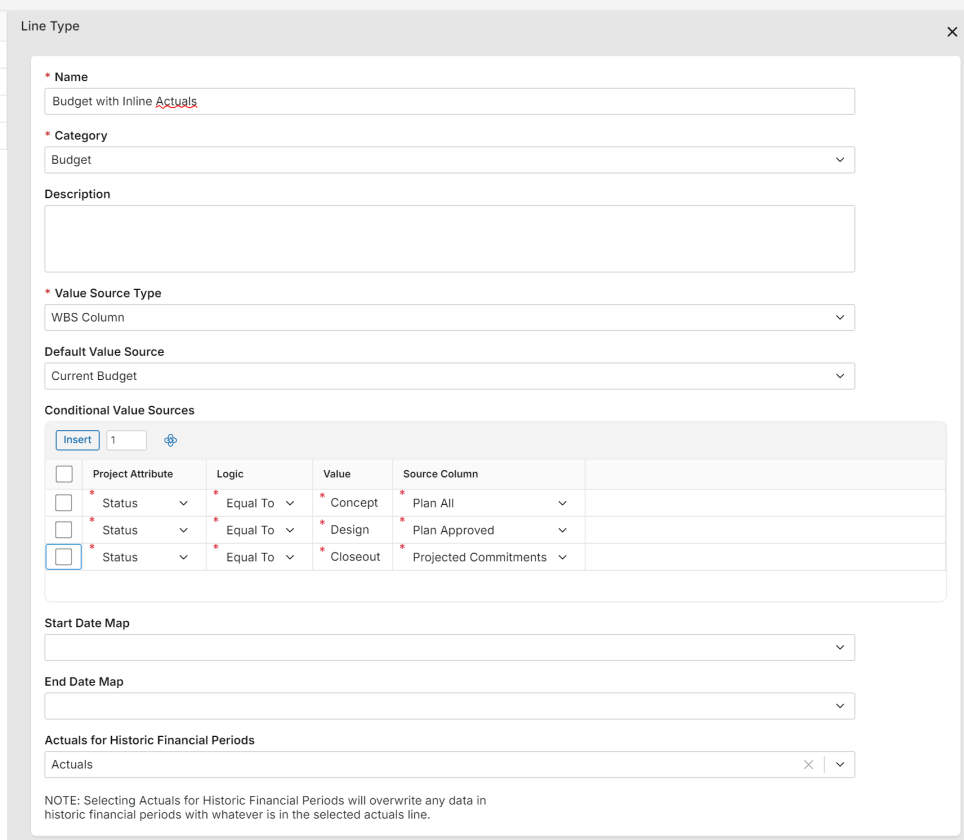 Line Type
* Name
Budget with Inline Actuals
* Category
Budget
Description
* Value Source Type
WBS Column
Default Value Source
Current Budget
Conditional Value Sources
Insert 1
Project Attribute Logic Value Source Column
* Status * Equal To * Concept * Plan All
* Status * Equal To * Design * Plan Approved
* Status * Equal To * Closeout * Projected Commitments
Start Date Map
End Date Map
Actuals for Historic Financial Periods
Actuals
NOTE: Selecting Actuals for Historic Financial Periods will overwrite any data in
historic financial periods with whatever is in the selected actuals line.